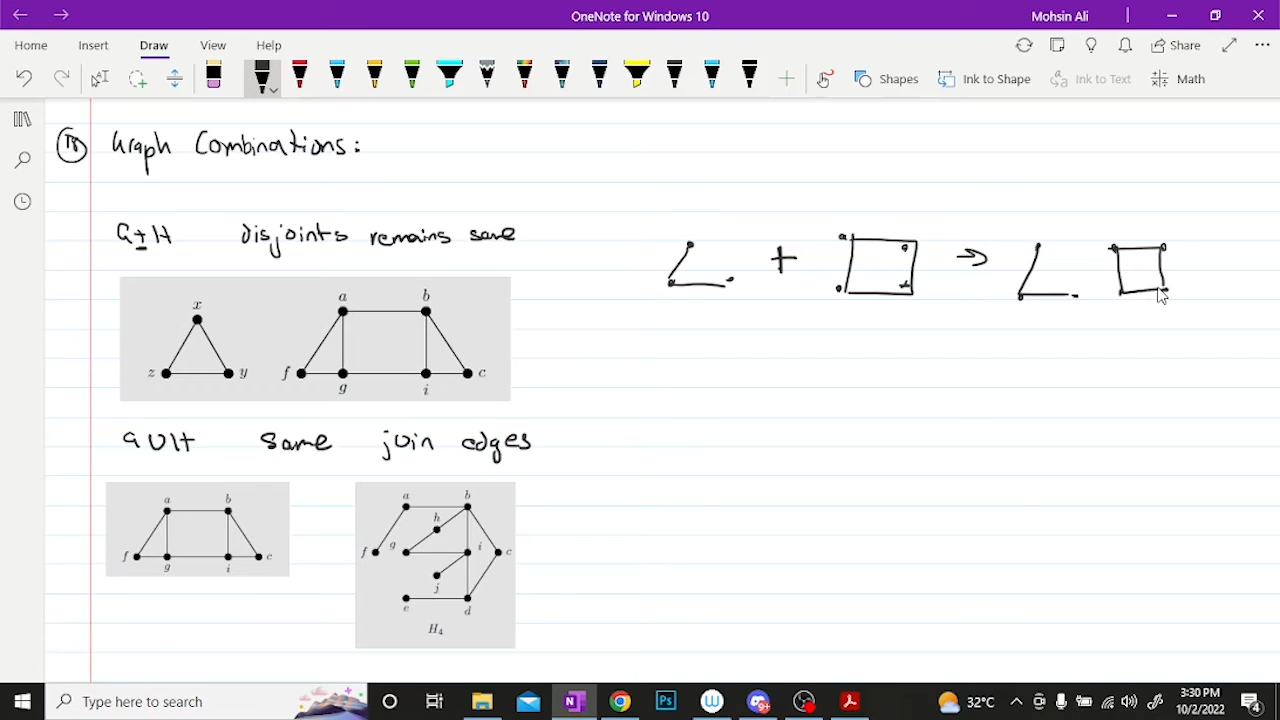 OneNote for Windows 10
Mohsin Ali
Home Insert Draw View Help
Share
Shapes
Ink to Shape
Ink to Text
Math
18 Graph Combinations:
G+H disjoints remains same
x
z y
a b
f g i c
G U H same join edges
a b
f g i c
a b
h
f g i c
j
e d
H4
Type here to search
32°C
3:30 PM
10/2/2022